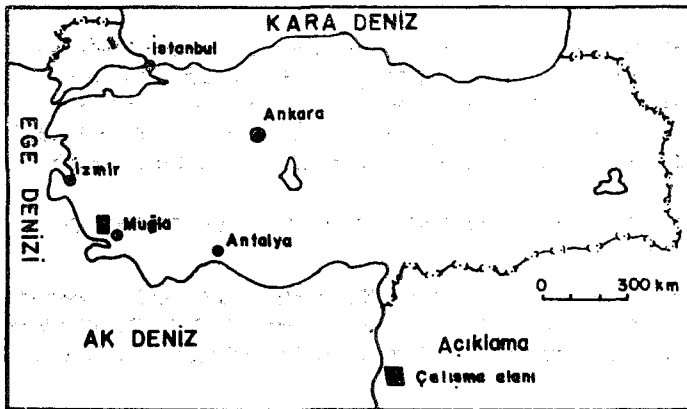 KARA DENİZ
İstanbul
Ankara
EGE DENİZİ
İzmir
Muğla
Antalya
0 300 km
AK DENİZ
Açıklama
Çalışma alanı